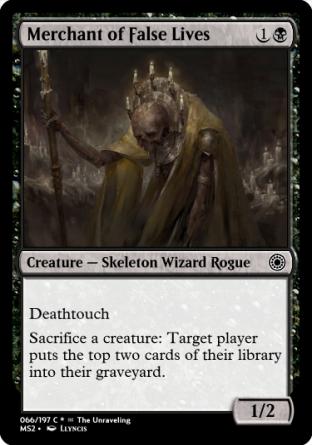 Merchant of False Lives 1
Creature — Skeleton Wizard Rogue
Deathtouch
Sacrifice a creature: Target player
puts the top two cards of their library
into their graveyard.
1/2
066/197 C * The Unraveling
MS2 • Llyncis